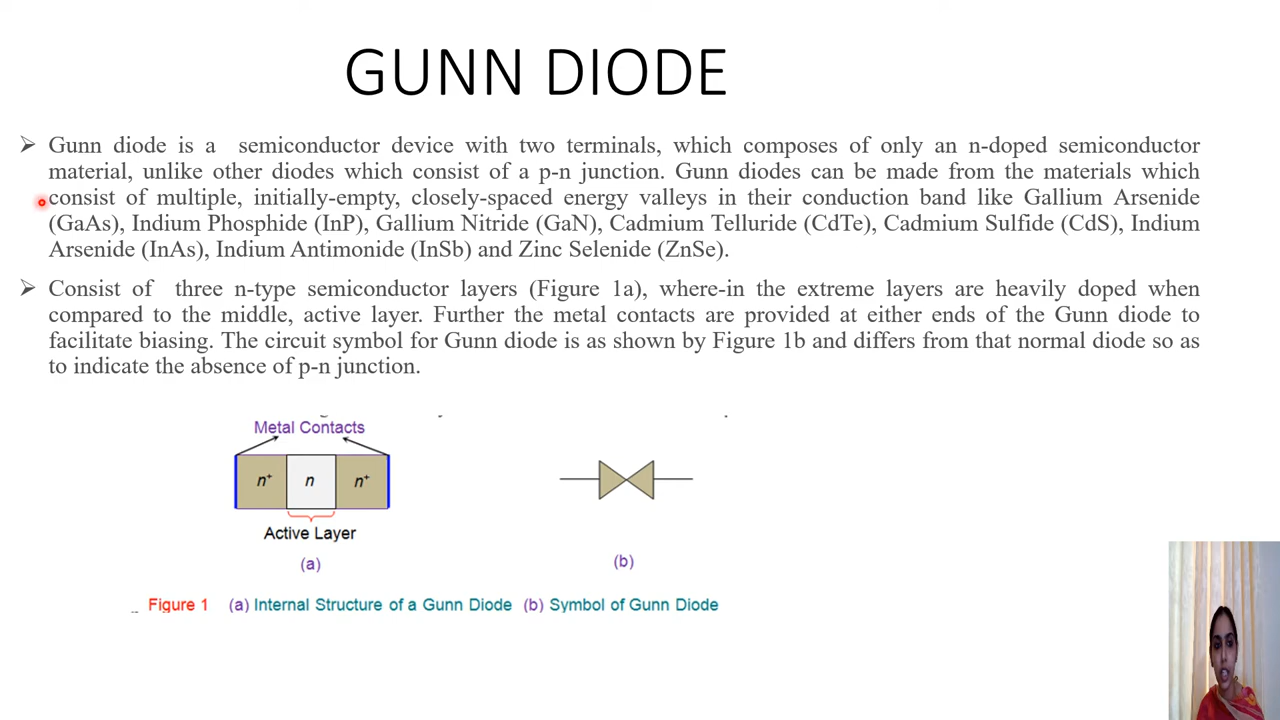 GUNN DIODE
Gunn diode is a semiconductor device with two terminals, which composes of only an n-doped semiconductor
material, unlike other diodes which consist of a p-n junction. Gunn diodes can be made from the materials which
consist of multiple, initially-empty, closely-spaced energy valleys in their conduction band like Gallium Arsenide
(GaAs), Indium Phosphide (InP), Gallium Nitride (GaN), Cadmium Telluride (CdTe), Cadmium Sulfide (CdS), Indium
Arsenide (InAs), Indium Antimonide (InSb) and Zinc Selenide (ZnSe).
Consist of three n-type semiconductor layers (Figure 1a), where-in the extreme layers are heavily doped when
compared to the middle, active layer. Further the metal contacts are provided at either ends of the Gunn diode to
facilitate biasing. The circuit symbol for Gunn diode is as shown by Figure 1b and differs from that normal diode so as
to indicate the absence of p-n junction.
Metal Contacts
n⁺ n n⁺
Active Layer
(a) (b)
Figure 1 (a) Internal Structure of a Gunn Diode (b) Symbol of Gunn Diode